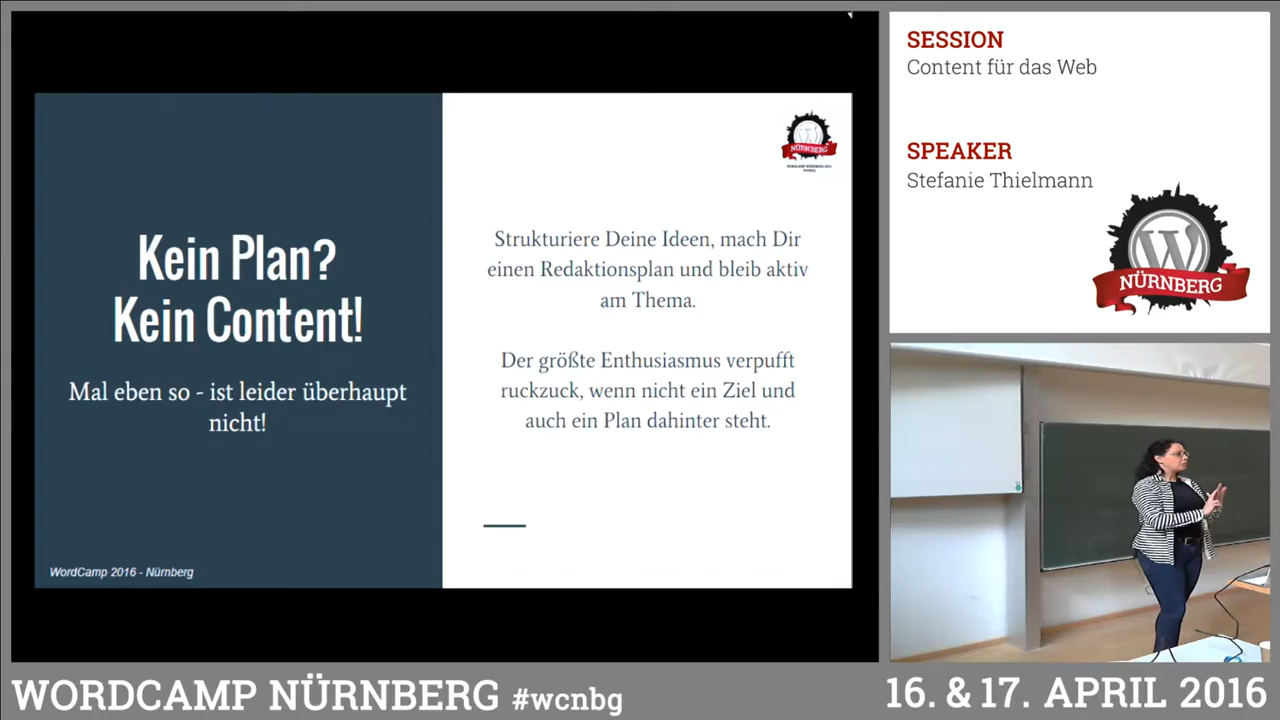 Kein Plan?
Kein Content!
Mal eben so - ist leider überhaupt
nicht!
WordCamp 2016 - Nürnberg
NÜRNBERG
WORDCAMP NÜRNBERG 2016
Strukturiere Deine Ideen, mach Dir
einen Redaktionsplan und bleib aktiv
am Thema.
Der größte Enthusiasmus verpufft
ruckzuck, wenn nicht ein Ziel und
auch ein Plan dahinter steht.
SESSION
Content für das Web
SPEAKER
Stefanie Thielmann
W
NÜRNBERG
WORDCAMP NÜRNBERG #wcnbg
16. & 17. APRIL 2016